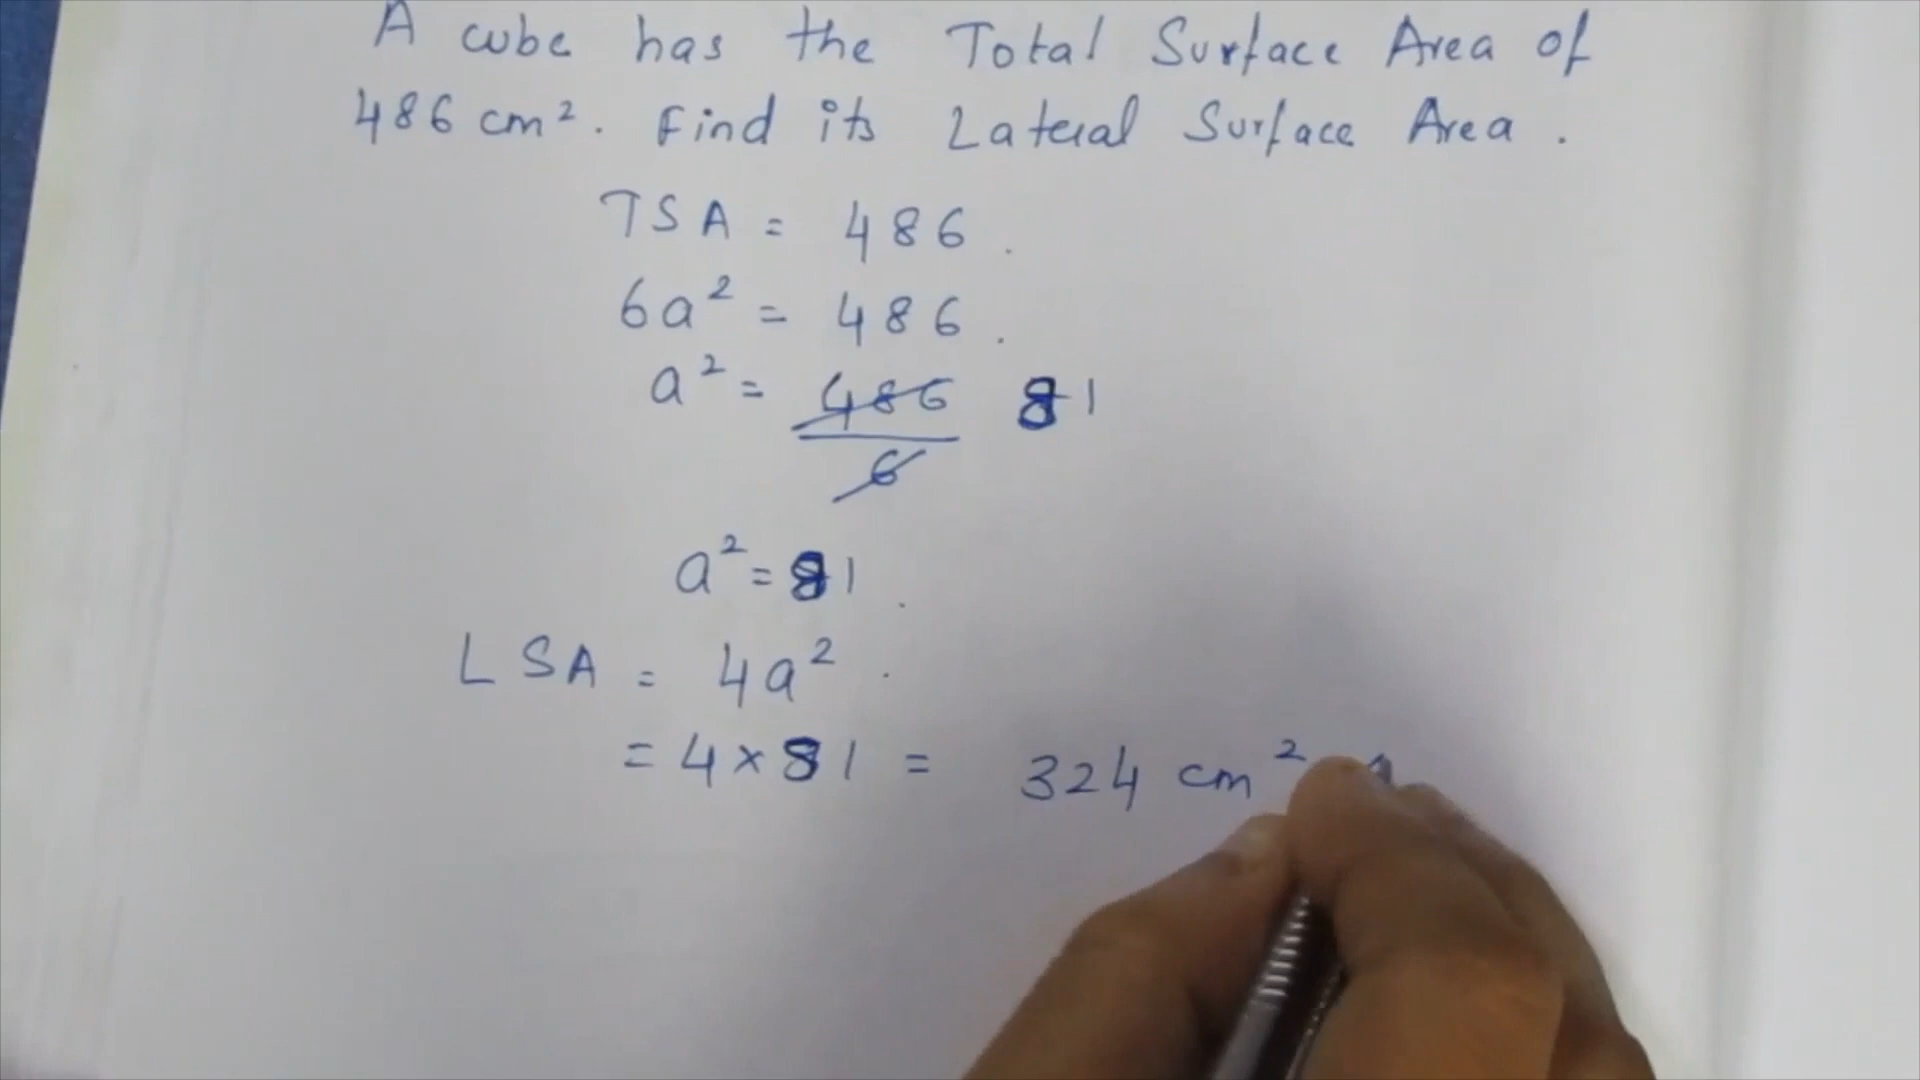 A cube has the Total Surface Area of
486 cm². Find its Lateral Surface Area.
TSA = 486.
6a² = 486.
a² = 486/6 81
a² = 81.
LSA = 4a².
= 4 × 81 = 324 cm²